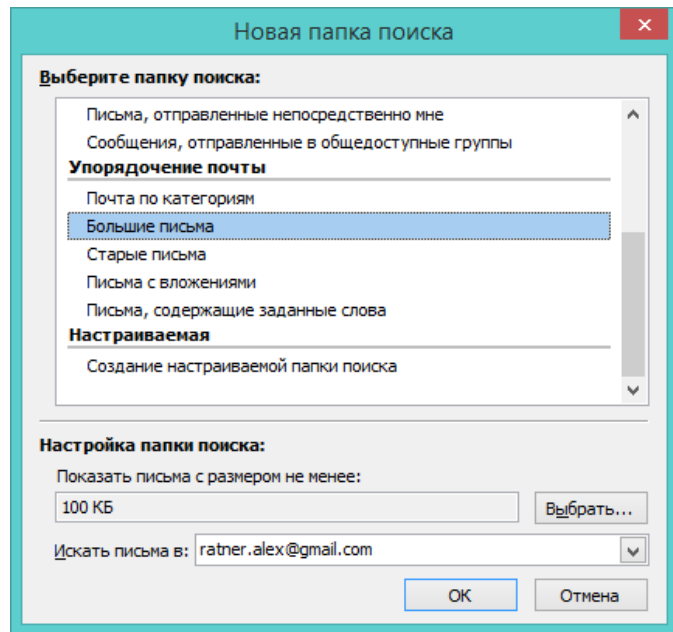 Новая папка поиска
Выберите папку поиска:
Письма, отправленные непосредственно мне
Сообщения, отправленные в общедоступные группы
Упорядочение почты
Почта по категориям
Большие письма
Старые письма
Письма с вложениями
Письма, содержащие заданные слова
Настраиваемая
Создание настраиваемой папки поиска
Настройка папки поиска:
Показать письма с размером не менее:
100 КБ Выбрать...
Искать письма в: ratner.alex@gmail.com
ОК Отмена